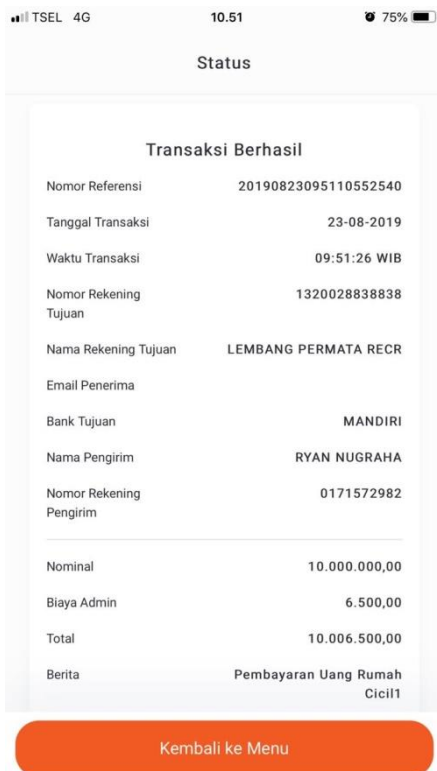 TSEL 4G 10.51 75%
Status
Transaksi Berhasil
Nomor Referensi 20190823095110552540
Tanggal Transaksi 23-08-2019
Waktu Transaksi 09:51:26 WIB
Nomor Rekening 1320028838838
Tujuan
Nama Rekening Tujuan LEMBANG PERMATA RECR
Email Penerima
Bank Tujuan MANDIRI
Nama Pengirim RYAN NUGRAHA
Nomor Rekening 0171572982
Pengirim
Nominal 10.000.000,00
Biaya Admin 6.500,00
Total 10.006.500,00
Berita Pembayaran Uang Rumah
Cicil1
Kembali ke Menu